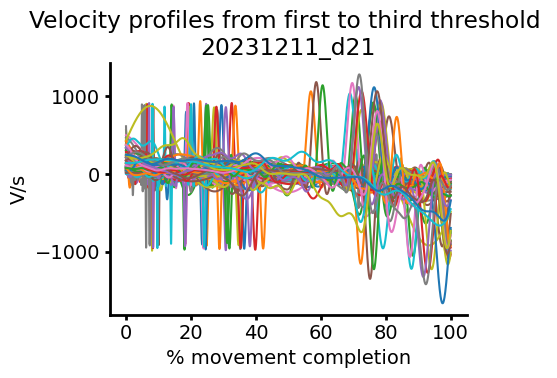 Velocity profiles from first to third threshold
20231211_d21
1000
0
−1000
V/s
0 20 40 60 80 100
% movement completion